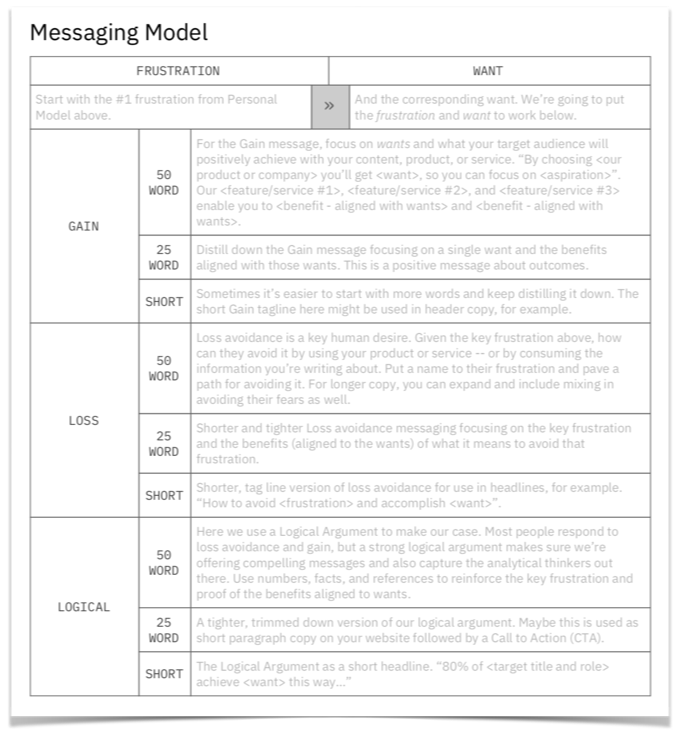 Messaging Model
FRUSTRATION
WANT
Start with the #1 frustration from Personal
Model above.
»
And the corresponding want. We're going to put
the frustration and want to work below.
GAIN
50
WORD
For the Gain message, focus on wants and what your target audience will
positively achieve with your content, product, or service. "By choosing <our
product or company> you'll get <want>, so you can focus on <aspiration>".
Our <feature/service #1>, <feature/service #2>, and <feature/service #3>
enable you to <benefit - aligned with wants> and <benefit - aligned with
wants>.
25
WORD
Distill down the Gain message focusing on a single want and the benefits
aligned with those wants. This is a positive message about outcomes.
SHORT
Sometimes it's easier to start with more words and keep distilling it down. The
short Gain tagline here might be used in header copy, for example.
LOSS
50
WORD
Loss avoidance is a key human desire. Given the key frustration above, how
can they avoid it by using your product or service -- or by consuming the
information you're writing about. Put a name to their frustration and pave a
path for avoiding it. For longer copy, you can expand and include mixing in
avoiding their fears as well.
25
WORD
Shorter and tighter Loss avoidance messaging focusing on the key frustration
and the benefits (aligned to the wants) of what it means to avoid that
frustration.
SHORT
Shorter, tag line version of loss avoidance for use in headlines, for example.
"How to avoid <frustration> and accomplish <want>".
LOGICAL
50
WORD
Here we use a Logical Argument to make our case. Most people respond to
loss avoidance and gain, but a strong logical argument makes sure we're
offering compelling messages and also capture the analytical thinkers out
there. Use numbers, facts, and references to reinforce the key frustration and
proof of the benefits aligned to wants.
25
WORD
A tighter, trimmed down version of our logical argument. Maybe this is used as
short paragraph copy on your website followed by a Call to Action (CTA).
SHORT
The Logical Argument as a short headline. "80% of <target title and role>
achieve <want> this way…"